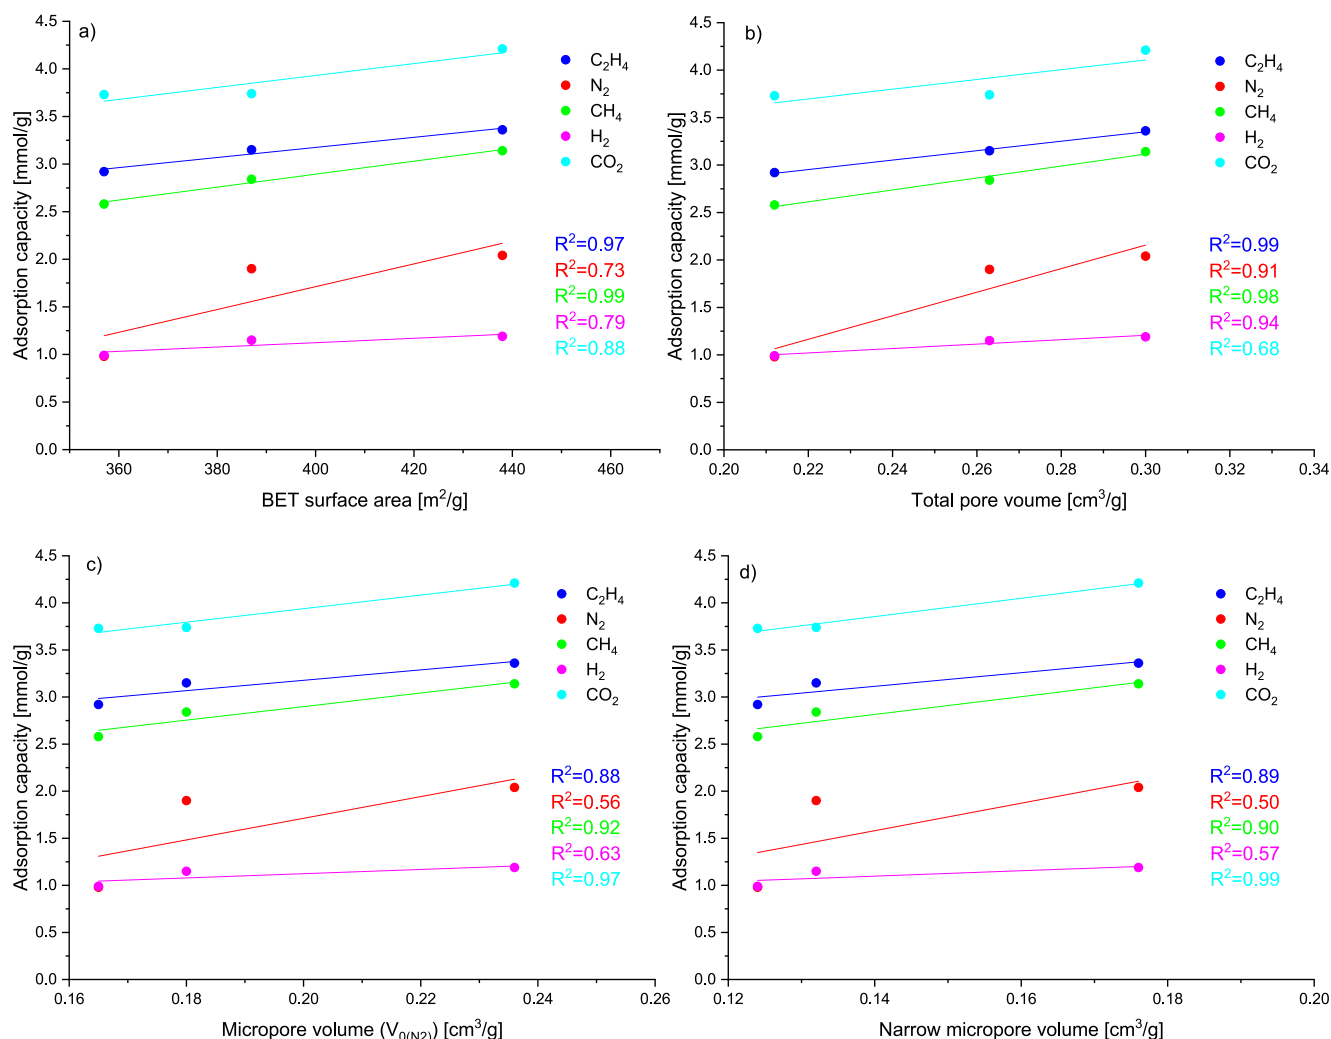 a)
4.5
4.0
3.5
3.0
2.5
2.0
1.5
1.0
0.5
0.0
Adsorption capacity [mmol/g]
C₂H₄
N₂
CH₄
H₂
CO₂
R²=0.97
R²=0.73
R²=0.99
R²=0.79
R²=0.88
360 380 400 420 440 460
BET surface area [m²/g]
b)
4.5
4.0
3.5
3.0
2.5
2.0
1.5
1.0
0.5
0.0
Adsorption capacity [mmol/g]
C₂H₄
N₂
CH₄
H₂
CO₂
R²=0.99
R²=0.91
R²=0.98
R²=0.94
R²=0.68
0.20 0.22 0.24 0.26 0.28 0.30 0.32 0.34
Total pore voume [cm³/g]
c)
4.5
4.0
3.5
3.0
2.5
2.0
1.5
1.0
0.5
0.0
Adsorption capacity [mmol/g]
C₂H₄
N₂
CH₄
H₂
CO₂
R²=0.88
R²=0.56
R²=0.92
R²=0.63
R²=0.97
0.16 0.18 0.20 0.22 0.24 0.26
Micropore volume (V₀₍N₂₎) [cm³/g]
d)
4.5
4.0
3.5
3.0
2.5
2.0
1.5
1.0
0.5
0.0
Adsorption capacity [mmol/g]
C₂H₄
N₂
CH₄
H₂
CO₂
R²=0.89
R²=0.50
R²=0.90
R²=0.57
R²=0.99
0.12 0.14 0.16 0.18 0.20
Narrow micropore volume [cm³/g]